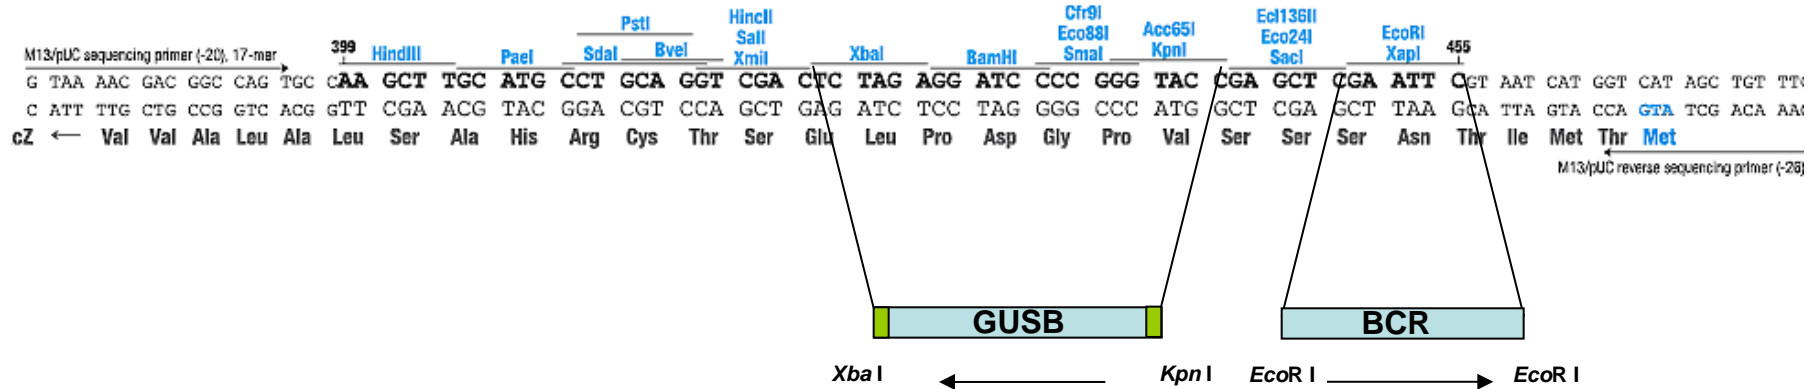 PstI
HincII
SalI
XmiI
Cfr9I
Eco88I
SmaI
Acc65I
KpnI
Ecl136II
Eco24I
SacI
EcoRI
XapI
M13/pUC sequencing primer (-20), 17-mer
399 HindIII PaeI SdaI BveI XbaI BamHI 455
G TAA AAC GAC GGC CAG TGC CAA GCT TGC ATG CCT GCA GGT CGA CTC TAG AGG ATC CCC GGG TAC CGA GCT CGA ATT CGT AAT CAT GGT CAT AGC TGT TTC
C ATT TTG CTG CCG GTC ACG GTT CGA ACG TAC GGA CGT CCA GCT GAG ATC TCC TAG GGG CCC ATG GCT CGA GCT TAA GCA TTA GTA CCA GTA TCG ACA AAG
cZ ← Val Val Ala Leu Ala Leu Ser Ala His Arg Cys Thr Ser Glu Leu Pro Asp Gly Pro Val Ser Ser Ser Asn Thr Ile Met Thr Met
M13/pUC reverse sequencing primer (-26)
GUSB BCR
Xba I Kpn I EcoR I EcoR I